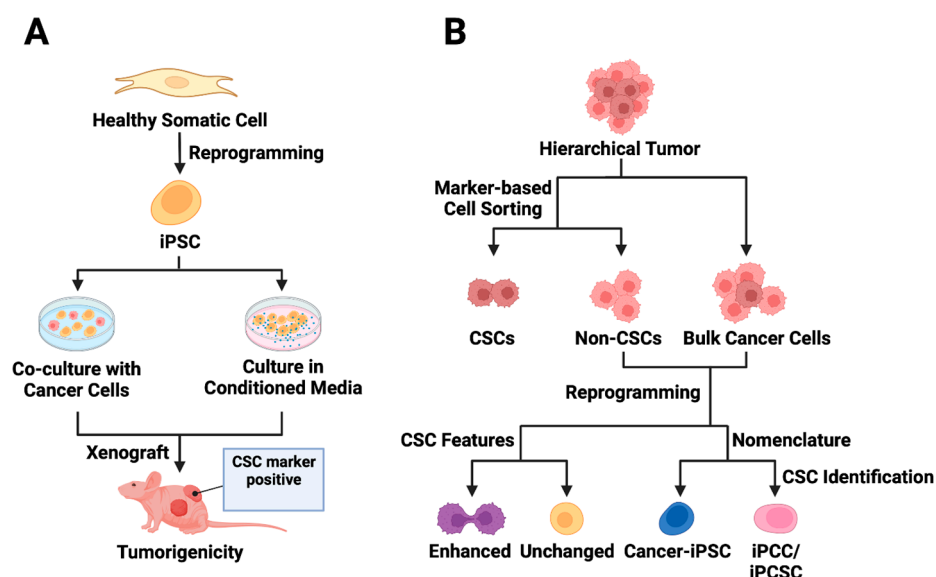 A
Healthy Somatic Cell
Reprogramming
iPSC
Co-culture with
Cancer Cells
Culture in
Conditioned Media
Xenograft
CSC marker
positive
Tumorigenicity
B
Hierarchical Tumor
Marker-based
Cell Sorting
CSCs
Non-CSCs
Bulk Cancer Cells
Reprogramming
CSC Features
Nomenclature
CSC Identification
Enhanced
Unchanged
Cancer-iPSC
iPCC/
iPCSC